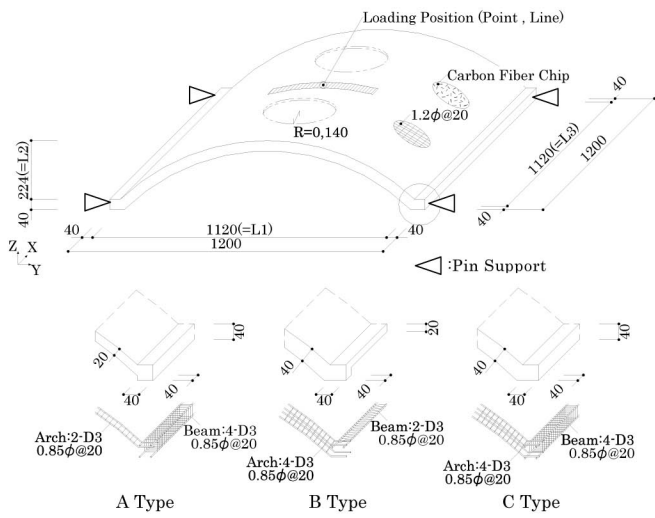 Loading Position (Point , Line)
Carbon Fiber Chip
1.2ϕ@20
R=0,140
40
1120(=L3)
1200
40
224(=L2)
40
40
1120(=L1)
40
1200
Z X
Y
:Pin Support
20
40
40
40
40
20
40
40
40
40
40
40
Arch:2-D3
0.85ϕ@20
Beam:4-D3
0.85ϕ@20
Arch:4-D3
0.85ϕ@20
Beam:2-D3
0.85ϕ@20
Arch:4-D3
0.85ϕ@20
Beam:4-D3
0.85ϕ@20
A Type
B Type
C Type